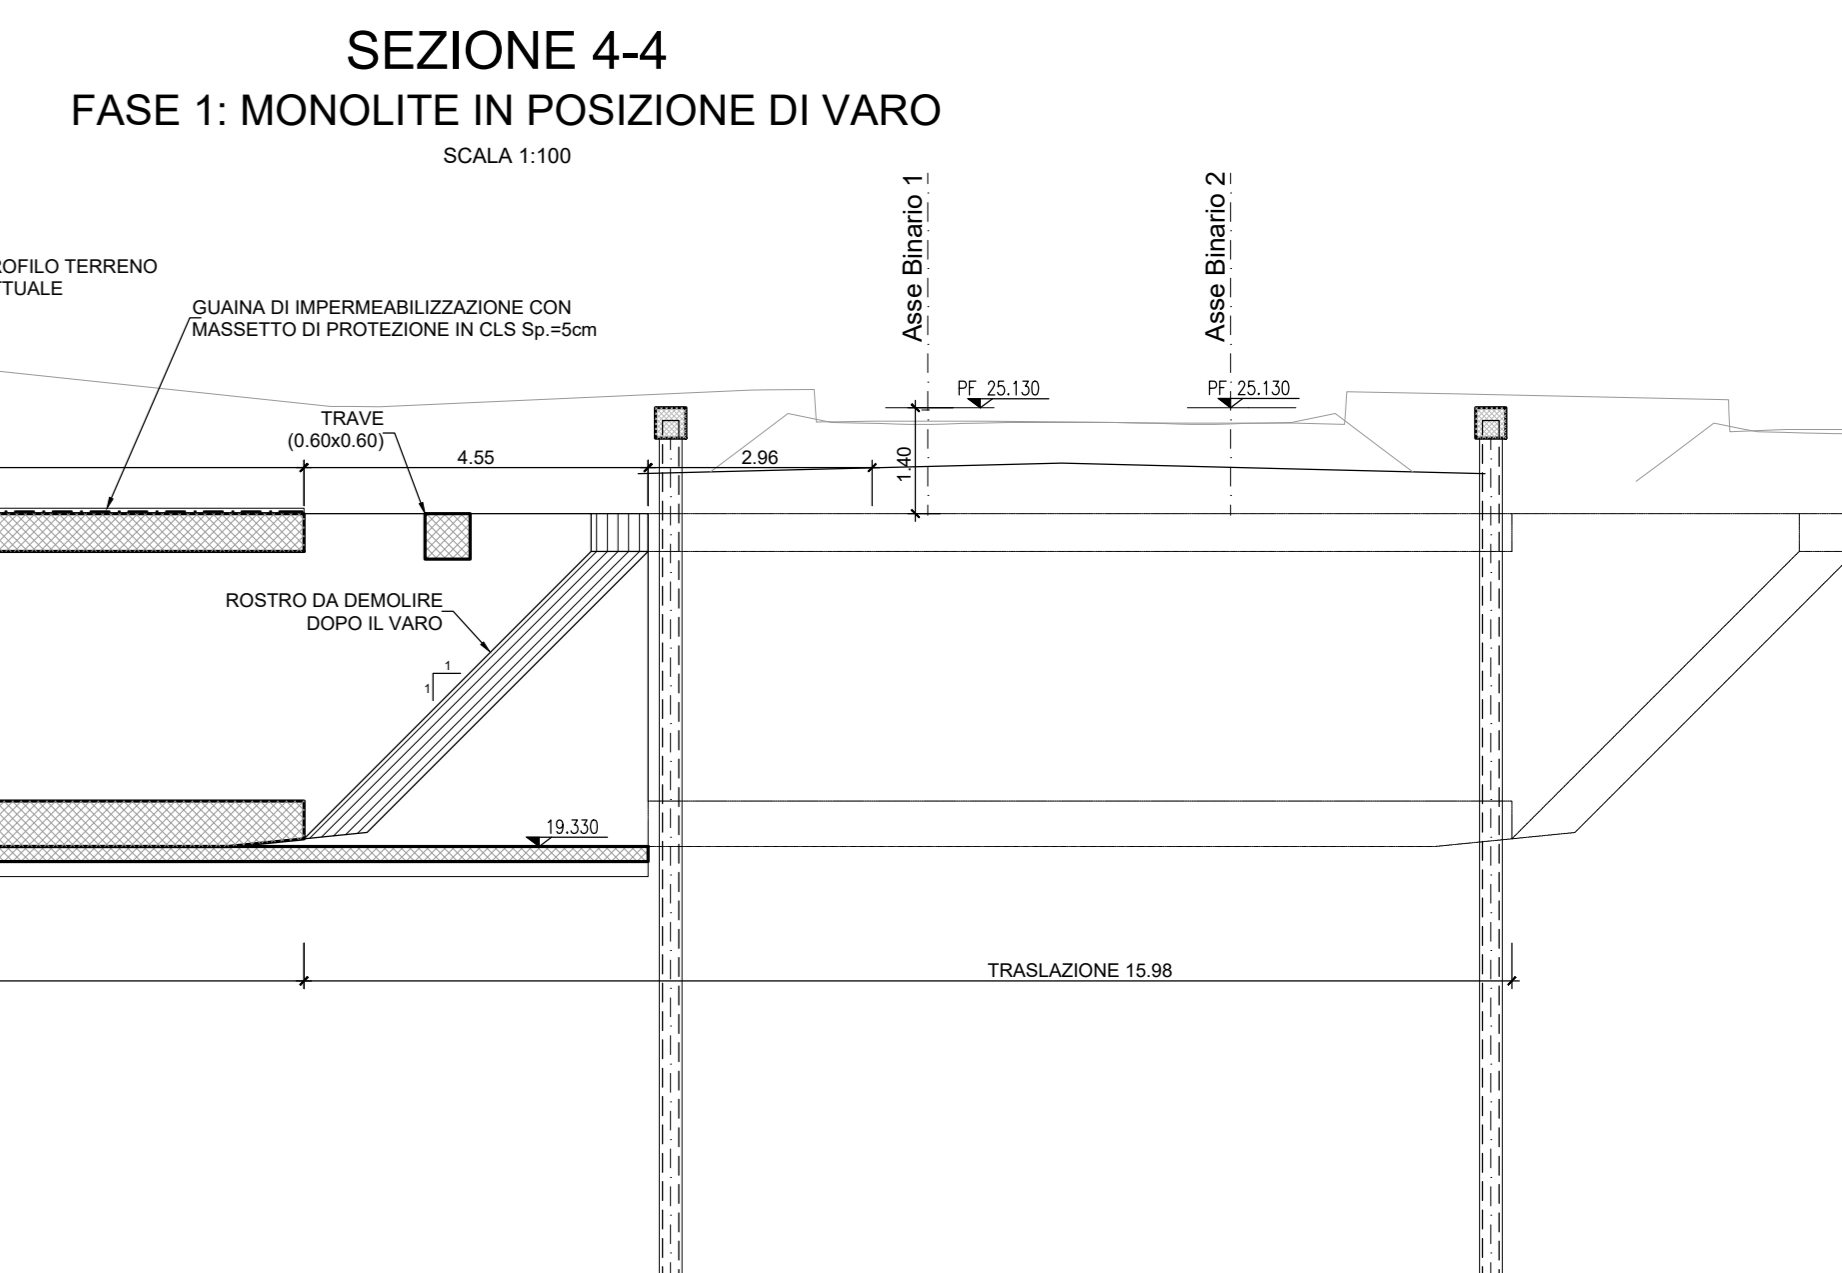 SEZIONE 4-4
FASE 1: MONOLITE IN POSIZIONE DI VARO
SCALA 1:100
Asse Binario 1
Asse Binario 2
OFILO TERRENO
TUALE
GUAINA DI IMPERMEABILIZZAZIONE CON
MASSETTO DI PROTEZIONE IN CLS Sp.=5cm
PF 25.130
PF 25.130
TRAVE
(0.60x0.60)
4.55
2.96
1.40
ROSTRO DA DEMOLIRE
DOPO IL VARO
1
1
19.330
TRASLAZIONE 15.98